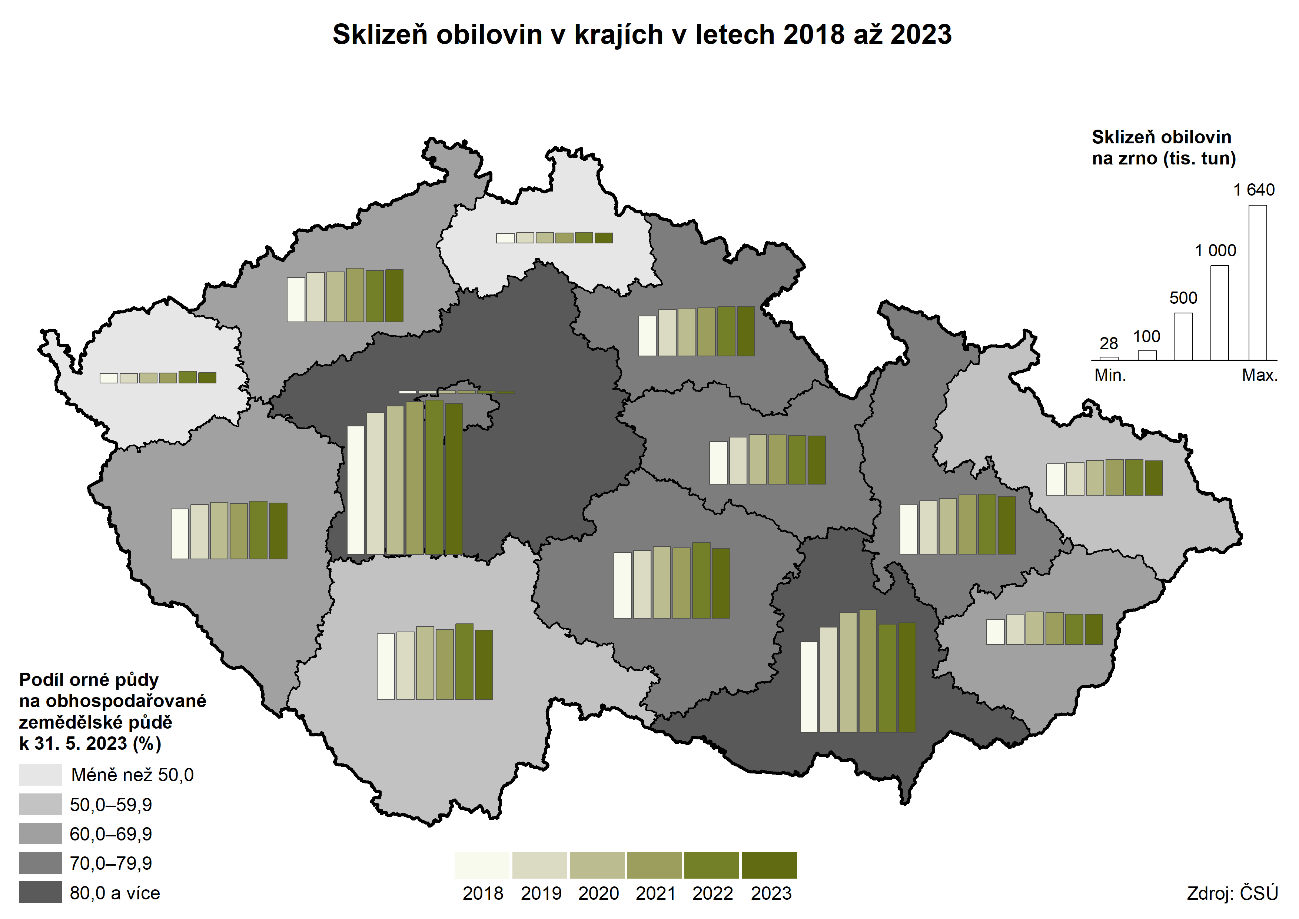 Sklizeň obilovin v krajích v letech 2018 až 2023
Sklizeň obilovin
na zrno (tis. tun)
1 640
1 000
500
100
28
Min.
Max.
Podíl orné půdy
na obhospodařované
zemědělské půdě
k 31. 5. 2023 (%)
Méně než 50,0
50,0–59,9
60,0–69,9
70,0–79,9
80,0 a více
2018 2019 2020 2021 2022 2023
Zdroj: ČSÚ